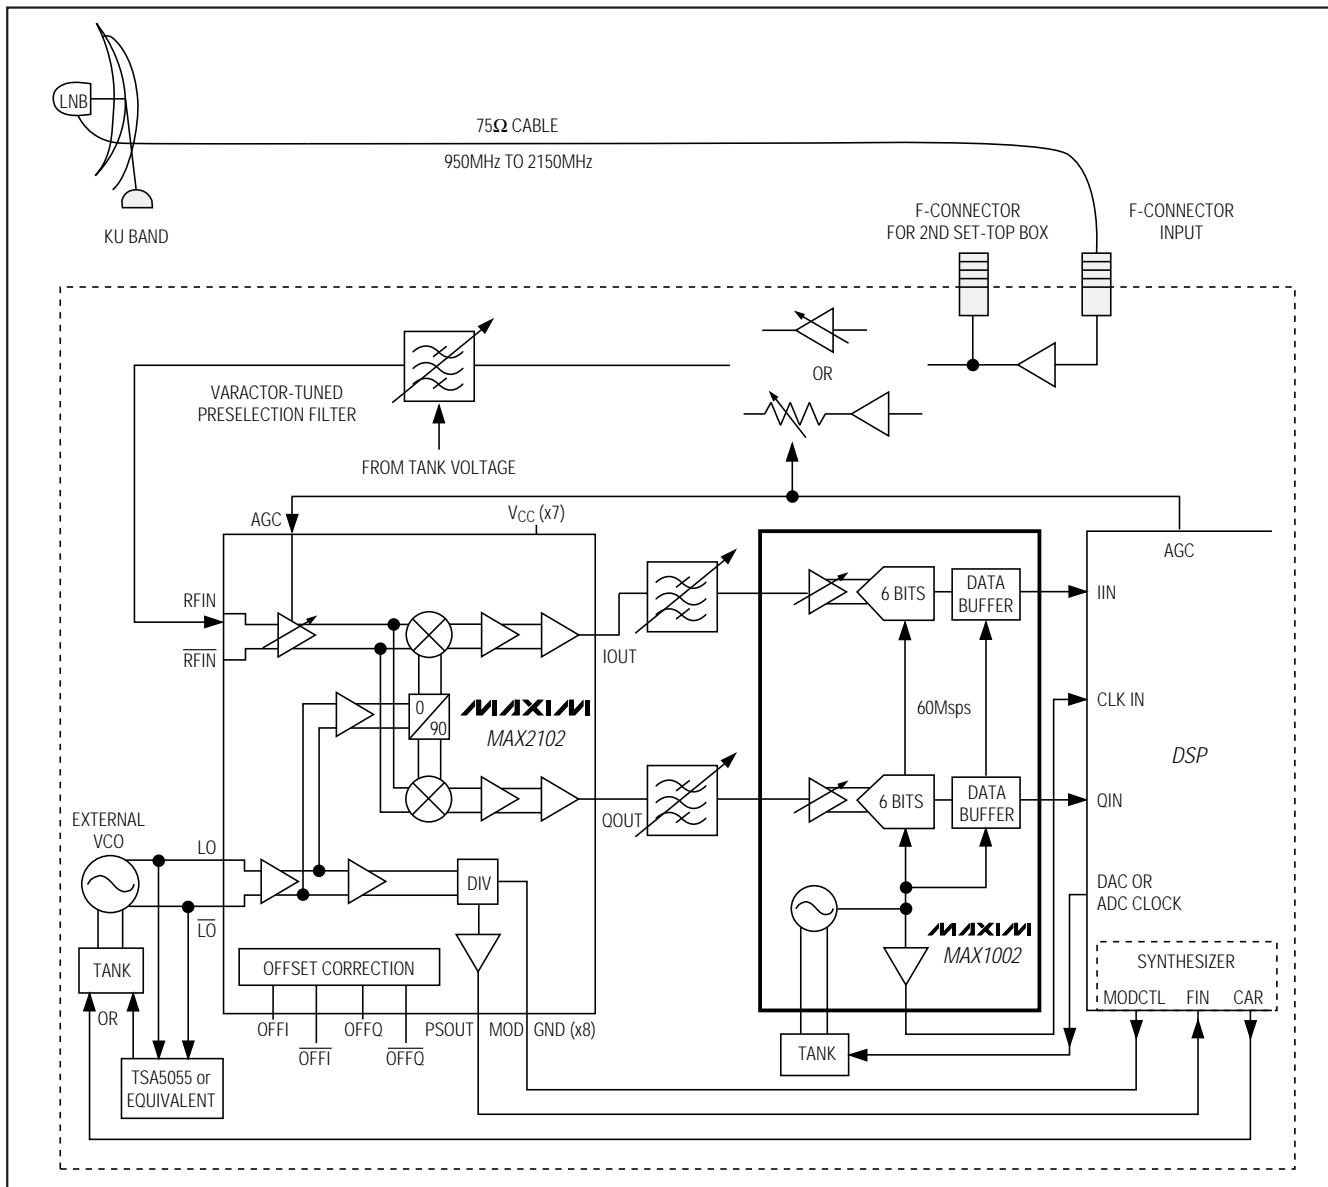 LNB
75Ω CABLE
950MHz TO 2150MHz
KU BAND
F-CONNECTOR
FOR 2ND SET-TOP BOX
F-CONNECTOR
INPUT
OR
VARACTOR-TUNED
PRESELECTION FILTER
FROM TANK VOLTAGE
AGC
VCC (x7)
AGC
RFIN
RFIN
IOUT
6 BITS
DATA
BUFFER
IIN
0
90
MAXIM
MAX2102
60Msps
CLK IN
DSP
EXTERNAL
VCO
LO
LO
QOUT
6 BITS
DATA
BUFFER
QIN
DIV
DAC OR
ADC CLOCK
MAXIM
MAX1002
TANK
OR
OFFSET CORRECTION
SYNTHESIZER
MODCTL FIN CAR
OFFI
OFFI
OFFQ
OFFQ
PSOUT MOD GND (x8)
TANK
TSA5055 or
EQUIVALENT